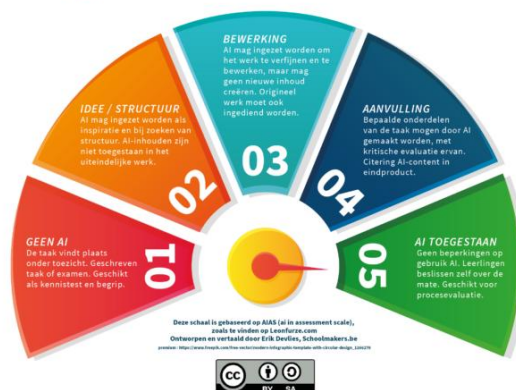 GEEN AI
De taak vindt plaats
onder toezicht. Geschreven
taak of examen. Geschikt
als kennistest en begrip.
01
IDEE / STRUCTUUR
AI mag ingezet worden als
inspiratie en bij zoeken van
structuur. AI-inhouden zijn
niet toegestaan in het
uiteindelijke werk.
02
BEWERKING
AI mag ingezet worden om
het werk te verfijnen en te
bewerken, maar mag
geen nieuwe inhoud
creëren. Origineel
werk moet ook
ingediend worden.
03
AANVULLING
Bepaalde onderdelen
van de taak mogen door AI
gemaakt worden, met
kritische evaluatie ervan.
Citering AI-content in
eindproduct.
04
AI TOEGESTAAN
Geen beperkingen op
gebruik AI. Leerlingen
beslissen zelf over de
mate. Geschikt voor
procesevaluatie.
05
Deze schaal is gebaseerd op AIAS (ai in assessment scale),
zoals te vinden op Leonfurze.com
Ontworpen en vertaald door Erik Devlies, Schoolmakers.be
cc
BY SA